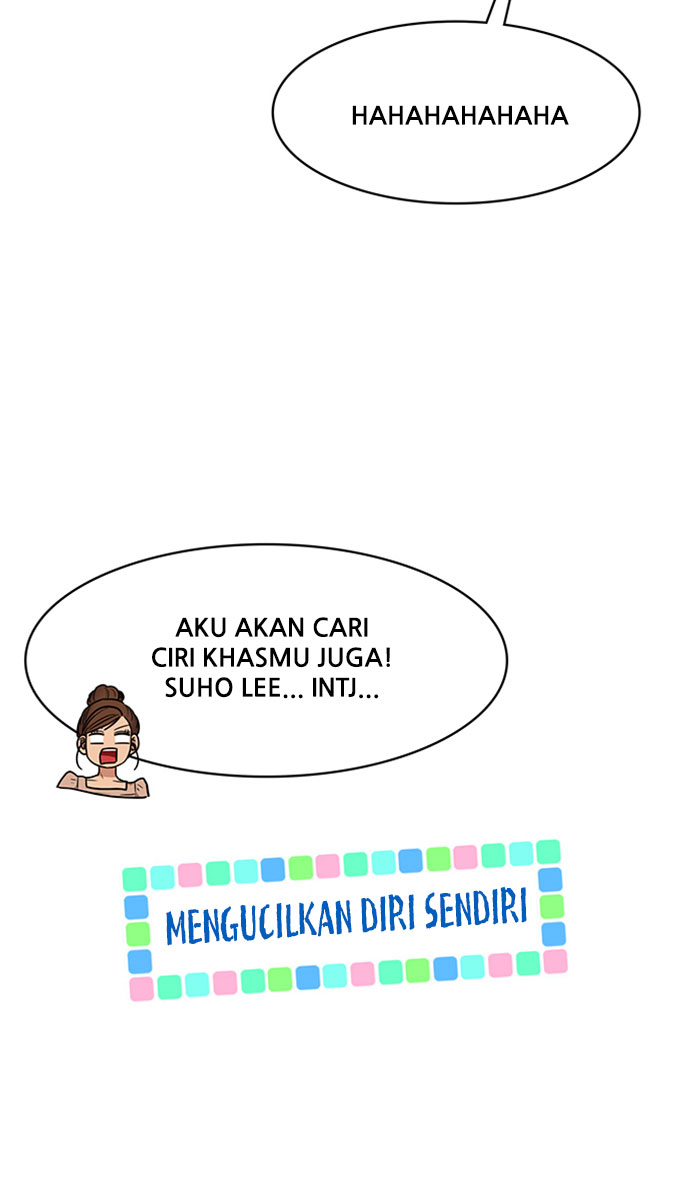 HAHAHAHAHAHA
AKU AKAN CARI
CIRI KHASMU JUGA!
SUHO LEE... INTJ...
MENGUCILKAN DIRI SENDIRI